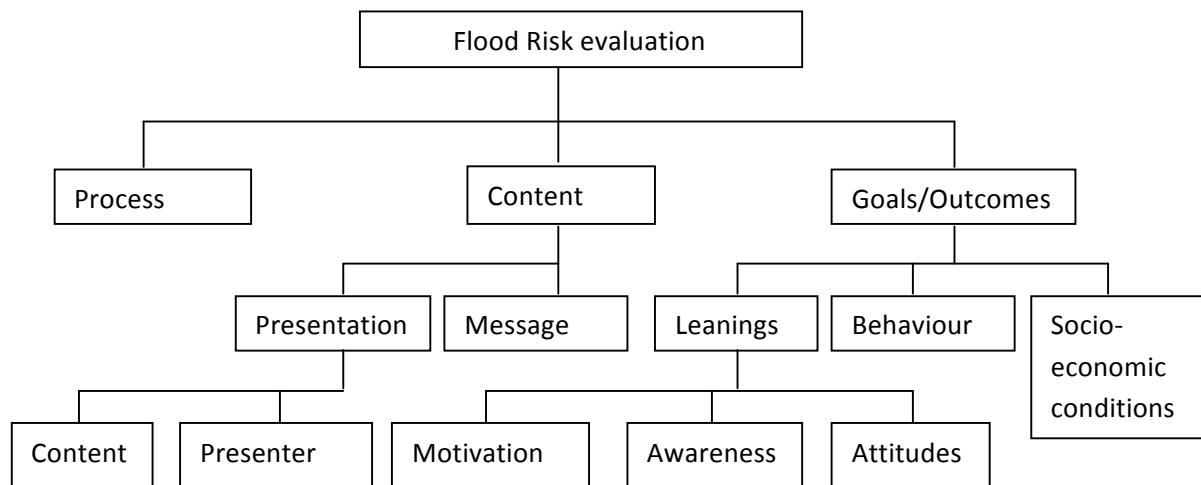 Flood Risk evaluation
Process
Content
Goals/Outcomes
Presentation
Message
Leanings
Behaviour
Socio-
economic
conditions
Content
Presenter
Motivation
Awareness
Attitudes